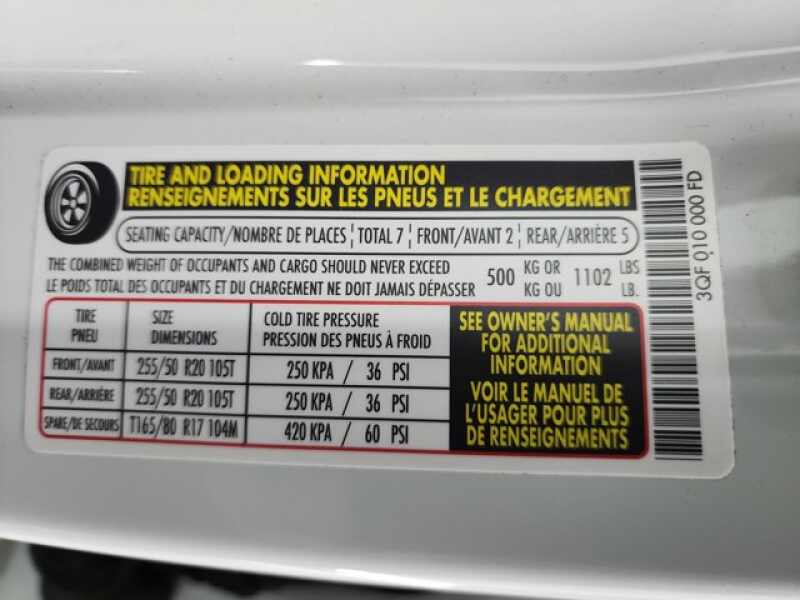 TIRE AND LOADING INFORMATION
RENSEIGNEMENTS SUR LES PNEUS ET LE CHARGEMENT
SEATING CAPACITY/NOMBRE DE PLACES TOTAL 7 FRONT/AVANT 2 REAR/ARRIÈRE 5
THE COMBINED WEIGHT OF OCCUPANTS AND CARGO SHOULD NEVER EXCEED 500 KG OR 1102 LBS
LE POIDS TOTAL DES OCCUPANTS ET DU CHARGEMENT NE DOIT JAMAIS DÉPASSER KG OU LB.
TIRE SIZE COLD TIRE PRESSURE
PNEU DIMENSIONS PRESSION DES PNEUS À FROID
FRONT/AVANT 255/50 R20 105T 250 KPA / 36 PSI
REAR/ARRIÈRE 255/50 R20 105T 250 KPA / 36 PSI
SPARE/DE SECOURS T165/80 R17 104M 420 KPA / 60 PSI
SEE OWNER'S MANUAL
FOR ADDITIONAL
INFORMATION
VOIR LE MANUEL DE
L'USAGER POUR PLUS
DE RENSEIGNEMENTS
3QF 010 000 FD